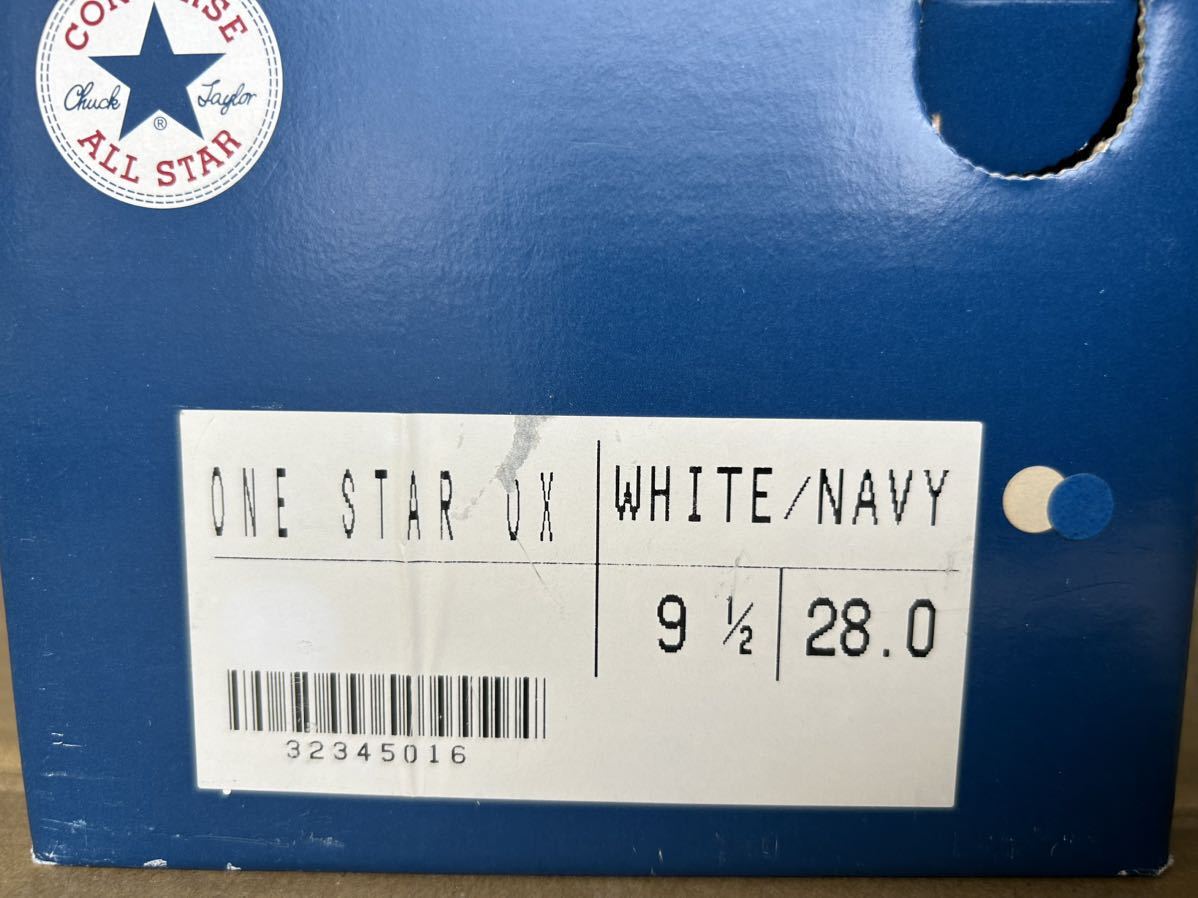 CONVERSE
Chuck Taylor
®
ALL STAR
ONE STAR OX
WHITE/NAVY
9 ½ 28.0
32345016